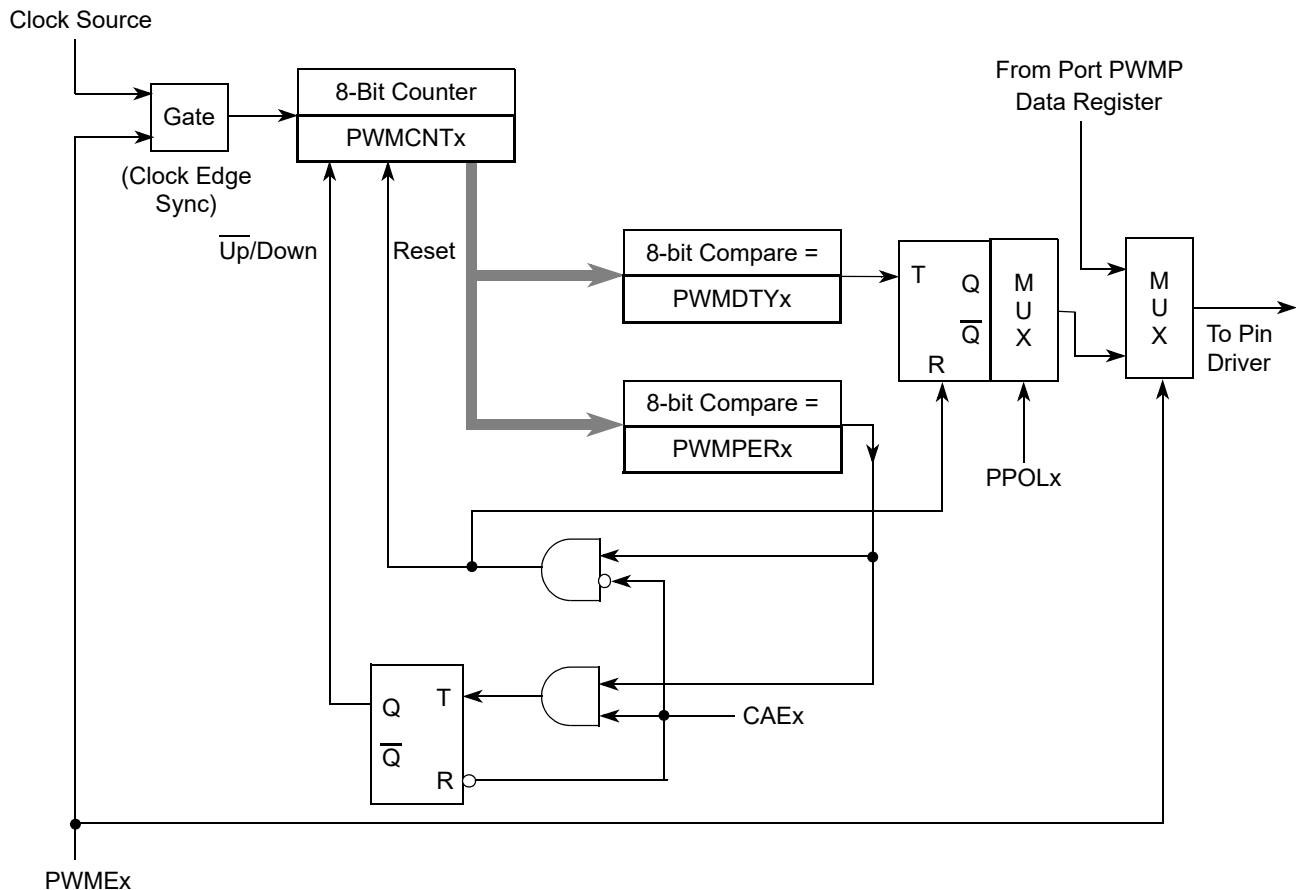 Clock Source
From Port PWMP
Data Register
8-Bit Counter
Gate
PWMCNTx
(Clock Edge
Sync)
U̅p̅/Down
Reset
8-bit Compare =
PWMDTYx
T
Q
Q̅
R
M
U
X
M
U
X
To Pin
Driver
8-bit Compare =
PWMPERx
PPOLx
Q
T
Q̅
R
CAEx
PWMEx